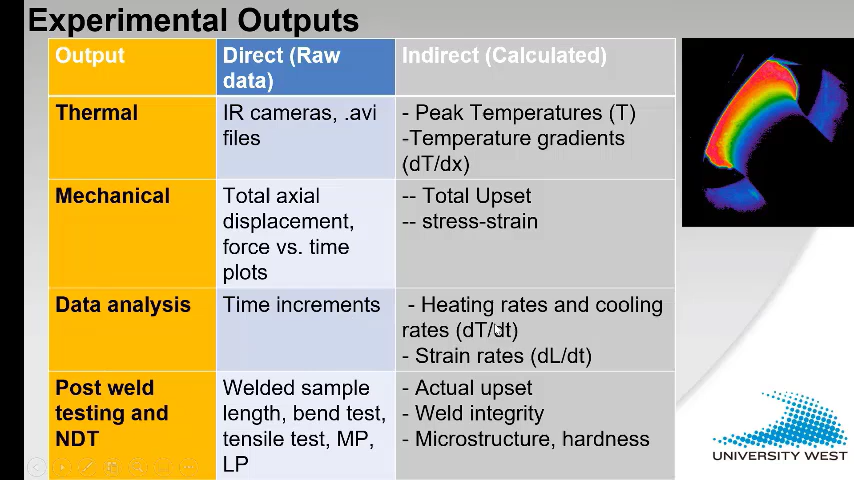 Experimental Outputs
Output
Direct (Raw
data)
Indirect (Calculated)
Thermal
IR cameras, .avi
files
- Peak Temperatures (T)
-Temperature gradients
(dT/dx)
Mechanical
Total axial
displacement,
force vs. time
plots
-- Total Upset
-- stress-strain
Data analysis
Time increments
- Heating rates and cooling
rates (dT/dt)
- Strain rates (dL/dt)
Post weld
testing and
NDT
Welded sample
length, bend test,
tensile test, MP,
LP
- Actual upset
- Weld integrity
- Microstructure, hardness
UNIVERSITY WEST